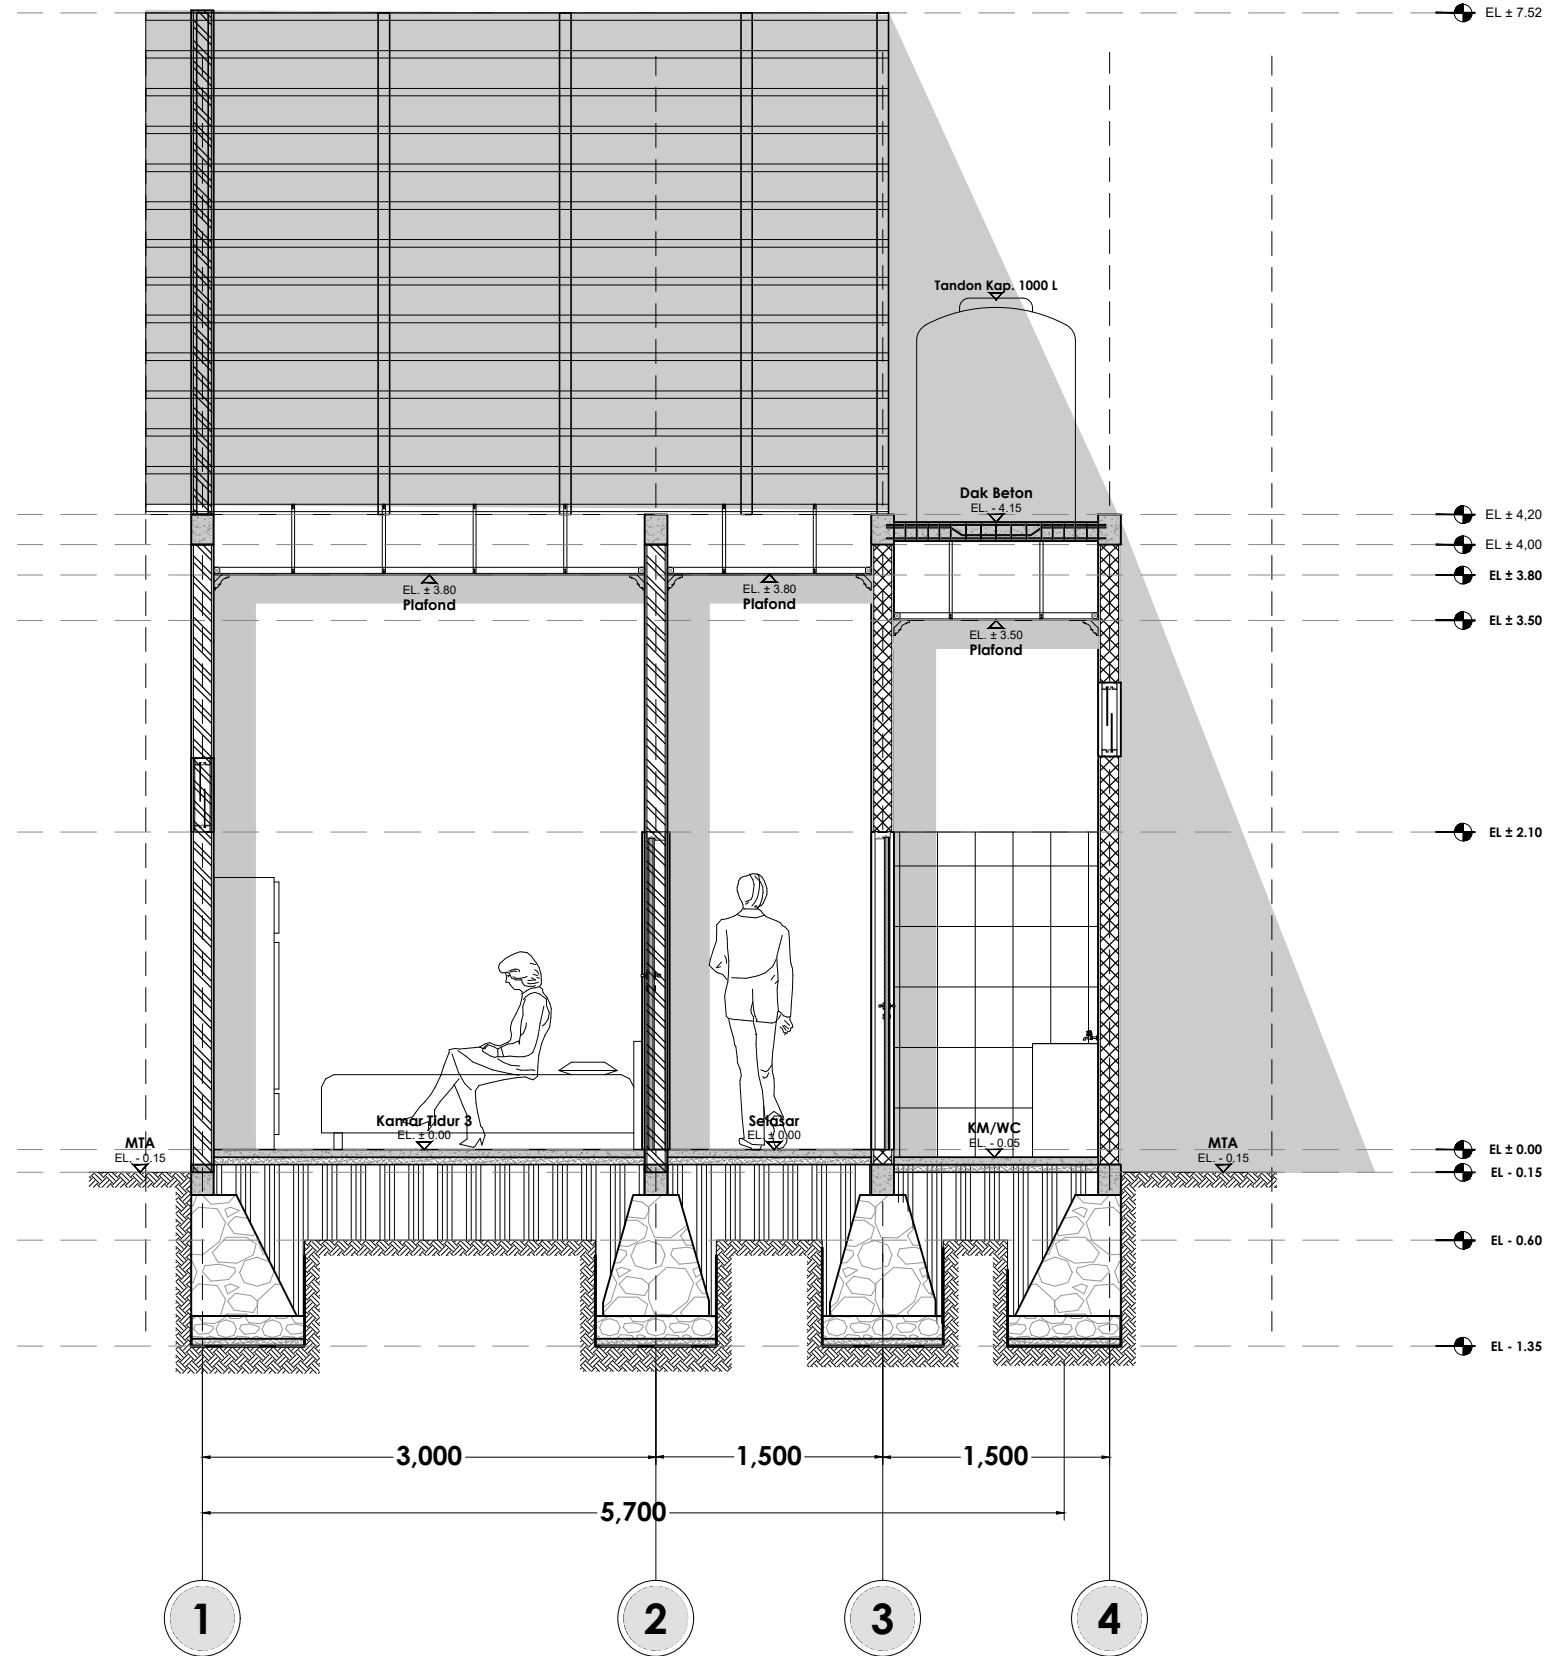 EL ± 7.52
Tandon Kap. 1000 L
Dak Beton
EL. - 4.15
EL ± 4,20
EL ± 4,00
EL. ± 3.80
Plafond
EL. ± 3.80
Plafond
EL ± 3.80
EL. ± 3.50
Plafond
EL ± 3.50
EL ± 2.10
Kamar Tidur 3
EL. ± 0.00
Selasar
EL. ± 0.00
KM/WC
EL. - 0.05
MTA
EL. - 0.15
MTA
EL. - 0.15
EL ± 0.00
EL - 0.15
EL - 0.60
EL - 1.35
3,000
1,500
1,500
5,700
1
2
3
4